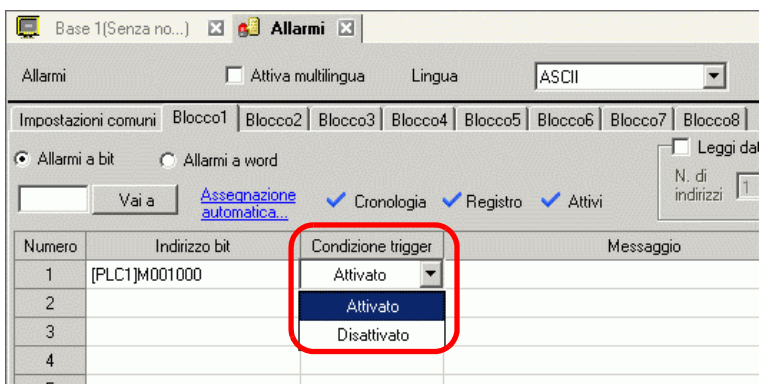 Base 1(Senza no...) Allarmi
Allarmi Attiva multilingua Lingua ASCII
Impostazioni comuni Blocco1 Blocco2 Blocco3 Blocco4 Blocco5 Blocco6 Blocco7 Blocco8
Allarmi a bit Allarmi a word Leggi dat
Vai a Assegnazione automatica... Cronologia Registro Attivi N. di indirizzi 1
Numero Indirizzo bit Condizione trigger Messaggio
1 [PLC1]M001000 Attivato
2 Attivato
3 Disattivato
4